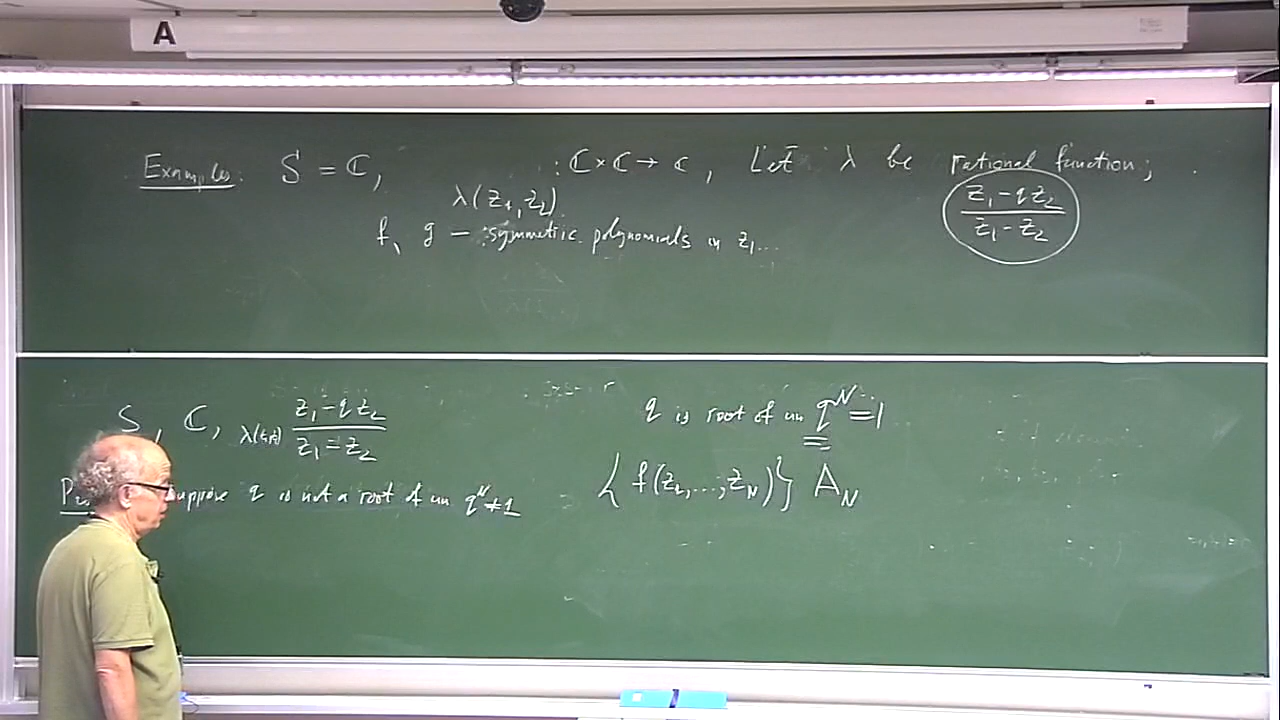 A
Examples: S = ℂ, : ℂ × ℂ → ℂ, Let λ be rational function;
λ(z₁, z₂)
(z₁ - q z₂)/(z₁ - z₂)
f, g — symmetric polynomials in z₁...
S, ℂ, λ(z₁,z₂) (z₁ - q z₂)/(z₁ - z₂)
q is root of un q^N = 1
suppose q is not a root of un q^N ≠ 1
{ f(z₁, ..., z_N) } A_N